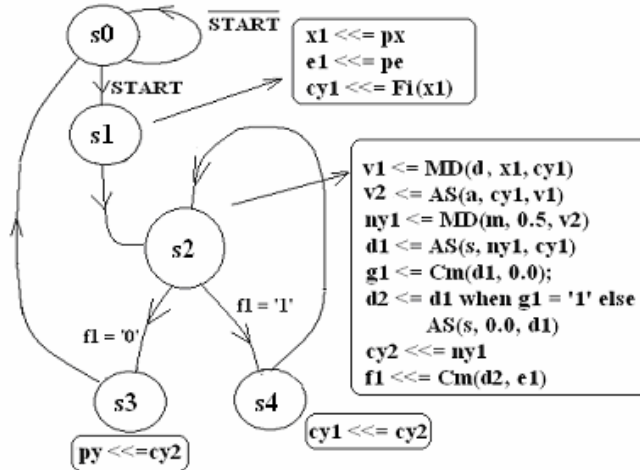 s0
START
x1 <<= px
e1 <<= pe
cy1 <<= Fi(x1)
START
s1
v1 <= MD(d, x1, cy1)
v2 <= AS(a, cy1, v1)
ny1 <= MD(m, 0.5, v2)
d1 <= AS(s, ny1, cy1)
g1 <= Cm(d1, 0.0);
d2 <= d1 when g1 = '1' else
AS(s, 0.0, d1)
cy2 <<= ny1
f1 <<= Cm(d2, e1)
s2
f1 = '0'
f1 = '1'
s3
s4
py <<=cy2
cy1 <<= cy2